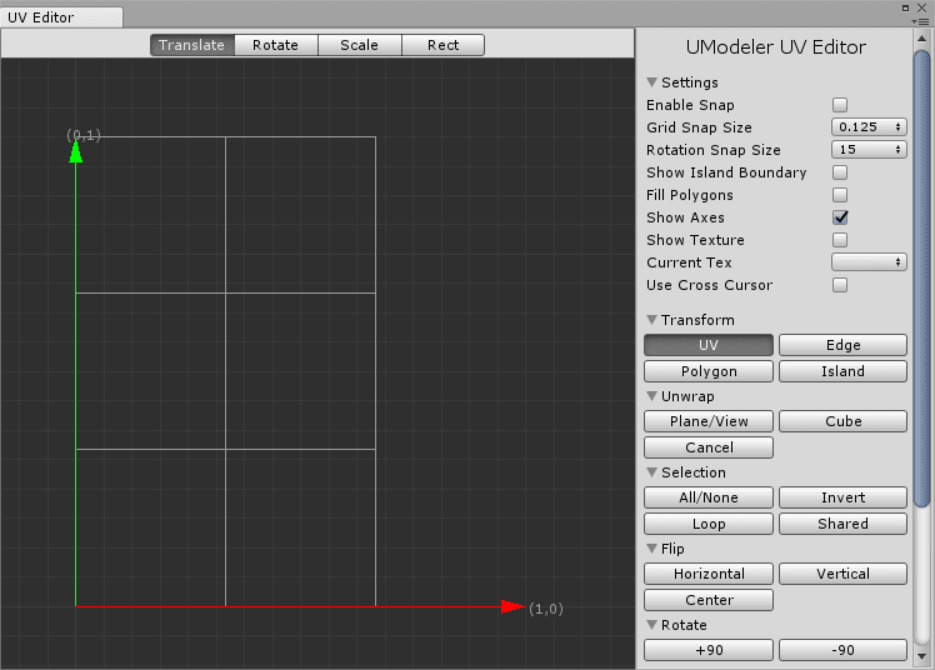 UV Editor
Translate Rotate Scale Rect
(0,1)
(1,0)
UModeler UV Editor
Settings
Enable Snap
Grid Snap Size 0.125
Rotation Snap Size 15
Show Island Boundary
Fill Polygons
Show Axes
Show Texture
Current Tex
Use Cross Cursor
Transform
UV Edge
Polygon Island
Unwrap
Plane/View Cube
Cancel
Selection
All/None Invert
Loop Shared
Flip
Horizontal Vertical
Center
Rotate
+90 -90